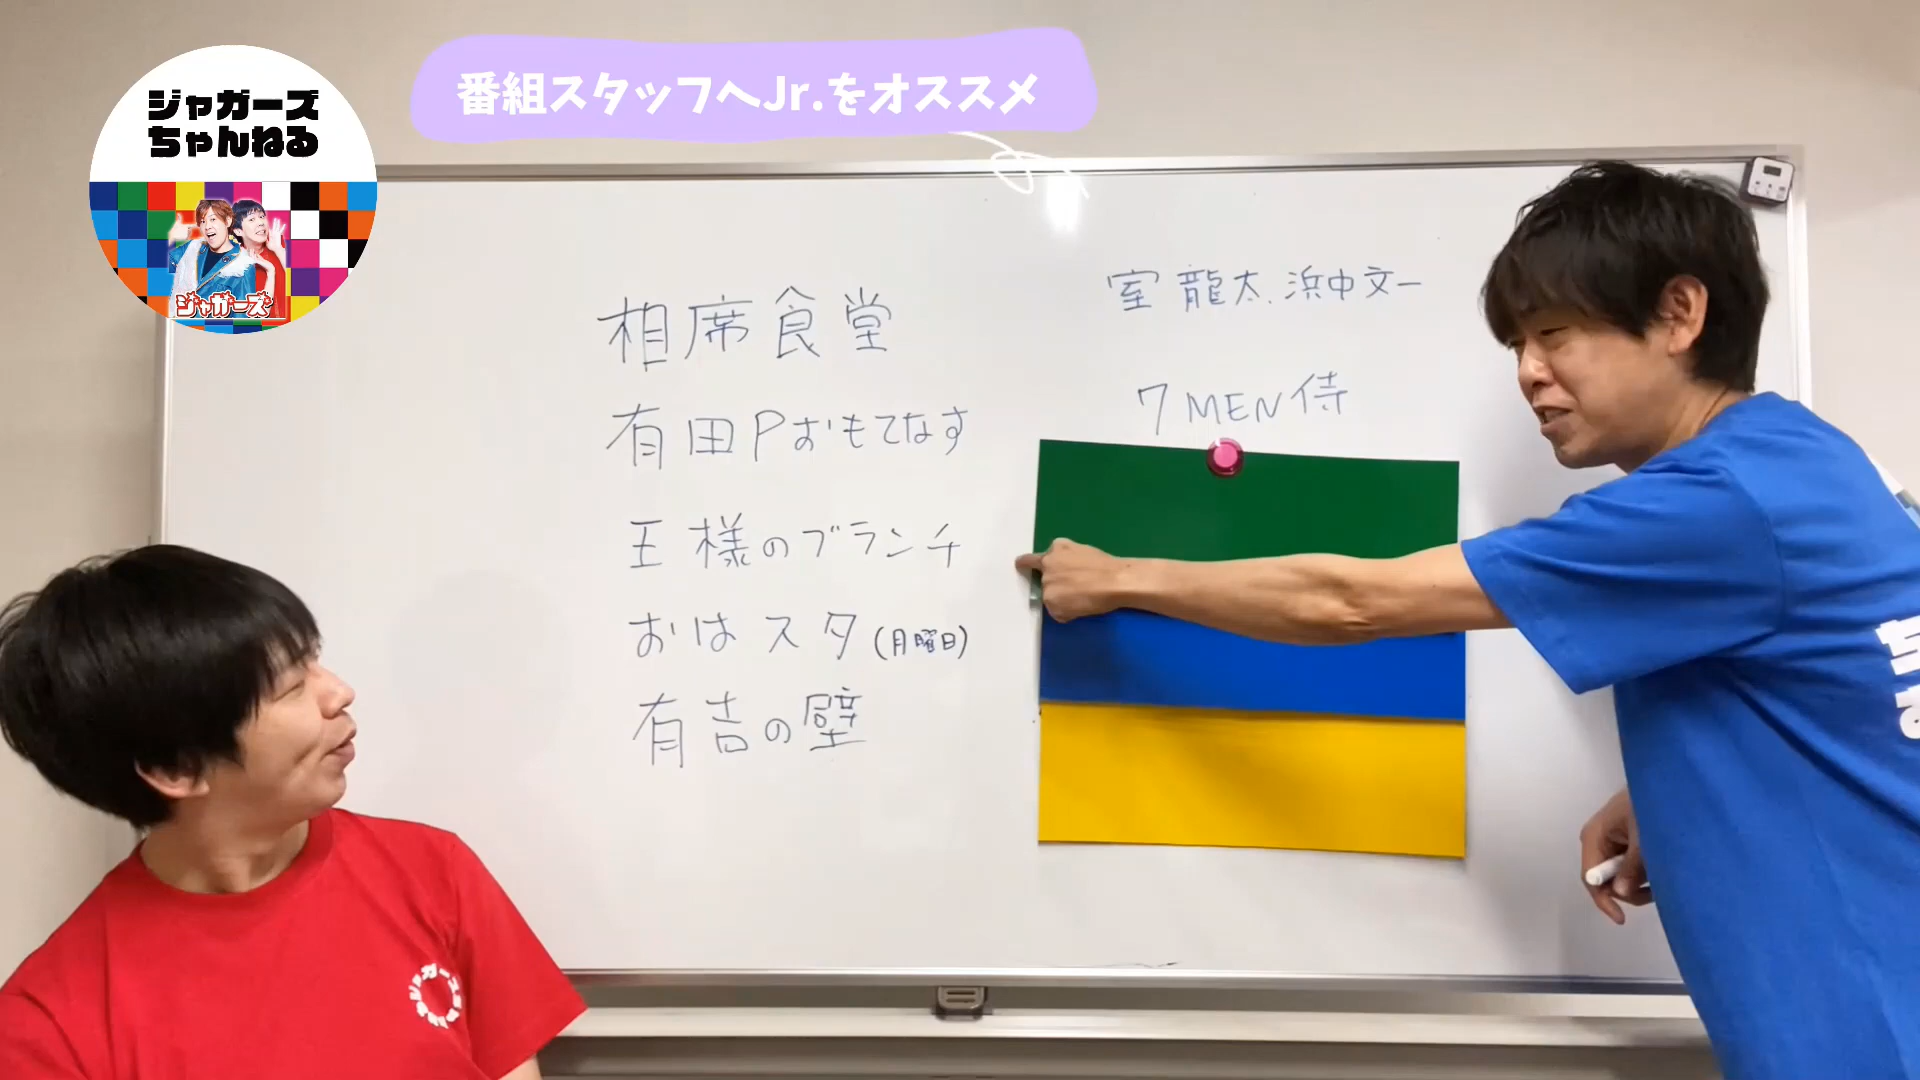 ジャガーズ
ちゃんねる
ジャガーズ
番組スタッフへJr.をオススメ
相席食堂
有田Pおもてなす
王様のブランチ
おはスタ(月曜日)
有吉の壁
室龍太、浜中文一
7 MEN 侍